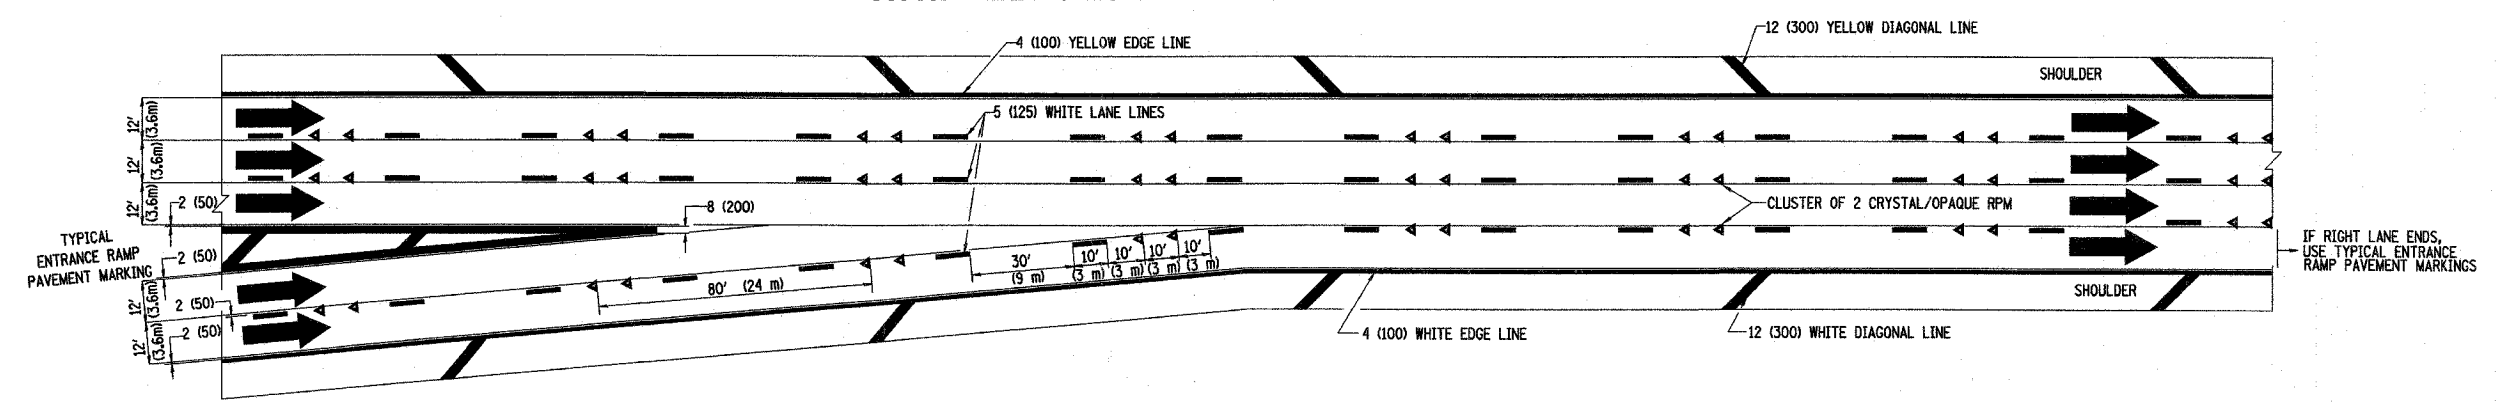 12 (300) YELLOW DIAGONAL LINE
4 (100) YELLOW EDGE LINE
SHOULDER
12'
(3.6m)
5 (125) WHITE LANE LINES
12'
(3.6m)
12'
(3.6m)
2 (50)
8 (200)
CLUSTER OF 2 CRYSTAL/OPAQUE RPM
TYPICAL
ENTRANCE RAMP
PAVEMENT MARKING
2 (50)
IF RIGHT LANE ENDS,
USE TYPICAL ENTRANCE
RAMP PAVEMENT MARKINGS
30'
(9 m)
10'
(3 m)
10'
(3 m)
10'
(3 m)
10'
(3 m)
80' (24 m)
12'
(3.6m)
2 (50)
SHOULDER
12'
(3.6m)
2 (50)
4 (100) WHITE EDGE LINE
12 (300) WHITE DIAGONAL LINE